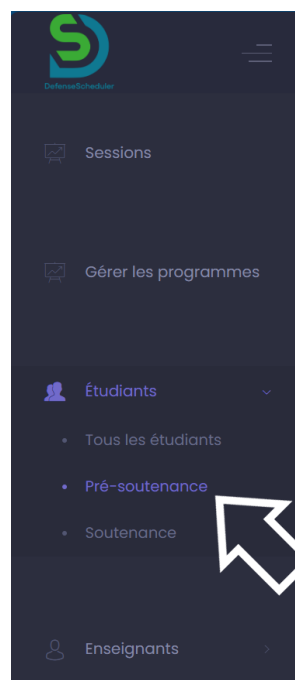 DefenseScheduler
Sessions
Gérer les programmes
Étudiants
Tous les étudiants
Pré-soutenance
Soutenance
Enseignants